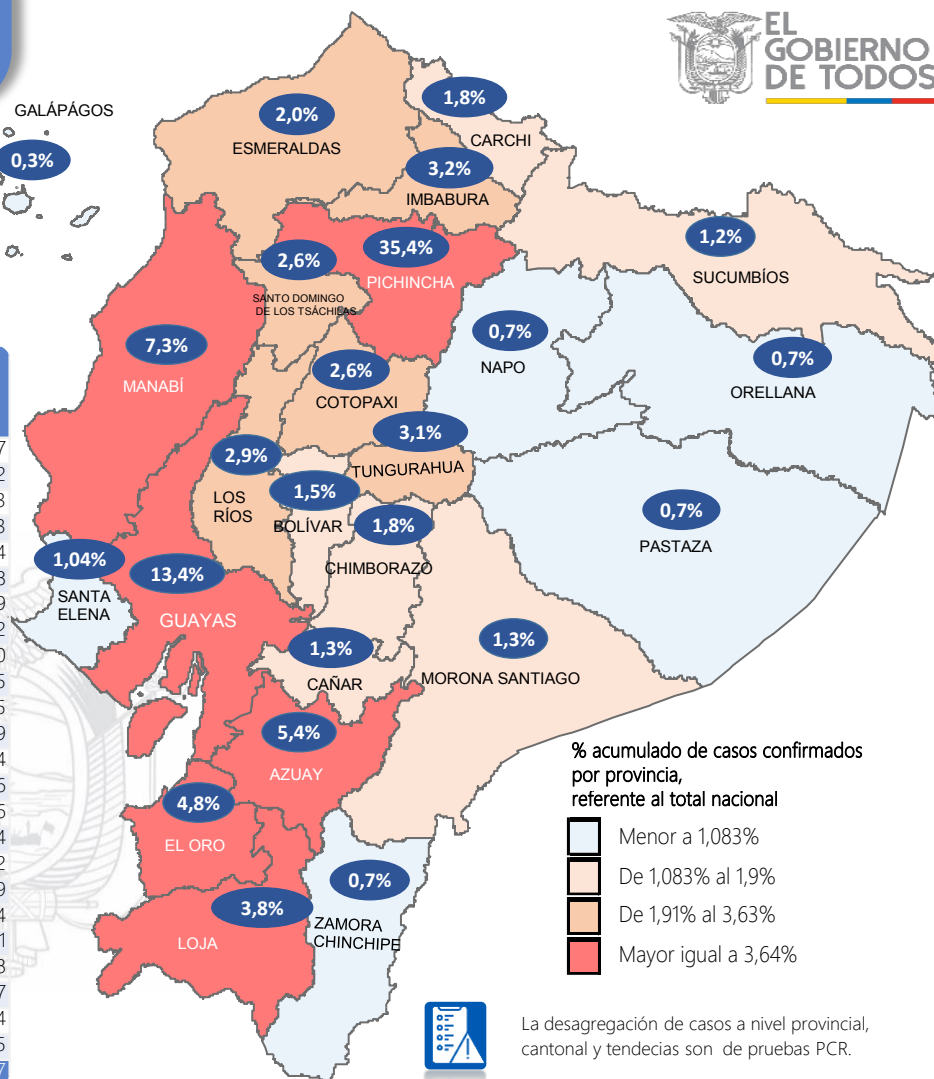 EL
GOBIERNO
DE TODOS
GALÁPÁGOS
0,3%
2,0%
ESMERALDAS
1,8%
CARCHI
3,2%
IMBABURA
1,2%
SUCUMBÍOS
35,4%
PICHINCHA
2,6%
SANTO DOMINGO
DE LOS TSÁCHILAS
7,3%
MANABÍ
0,7%
NAPO
0,7%
ORELLANA
2,6%
COTOPAXI
3,1%
TUNGURAHUA
2,9%
LOS
RÍOS
1,5%
BOLÍVAR
1,8%
CHIMBORAZO
0,7%
PASTAZA
1,04%
SANTA
ELENA
13,4%
GUAYAS
1,3%
CAÑAR
1,3%
MORONA SANTIAGO
5,4%
AZUAY
4,8%
EL ORO
3,8%
LOJA
0,7%
ZAMORA
CHINCHIPE
% acumulado de casos confirmados
por provincia,
referente al total nacional
Menor a 1,083%
De 1,083% al 1,9%
De 1,91% al 3,63%
Mayor igual a 3,64%
La desagregación de casos a nivel provincial,
cantonal y tendecias son de pruebas PCR.